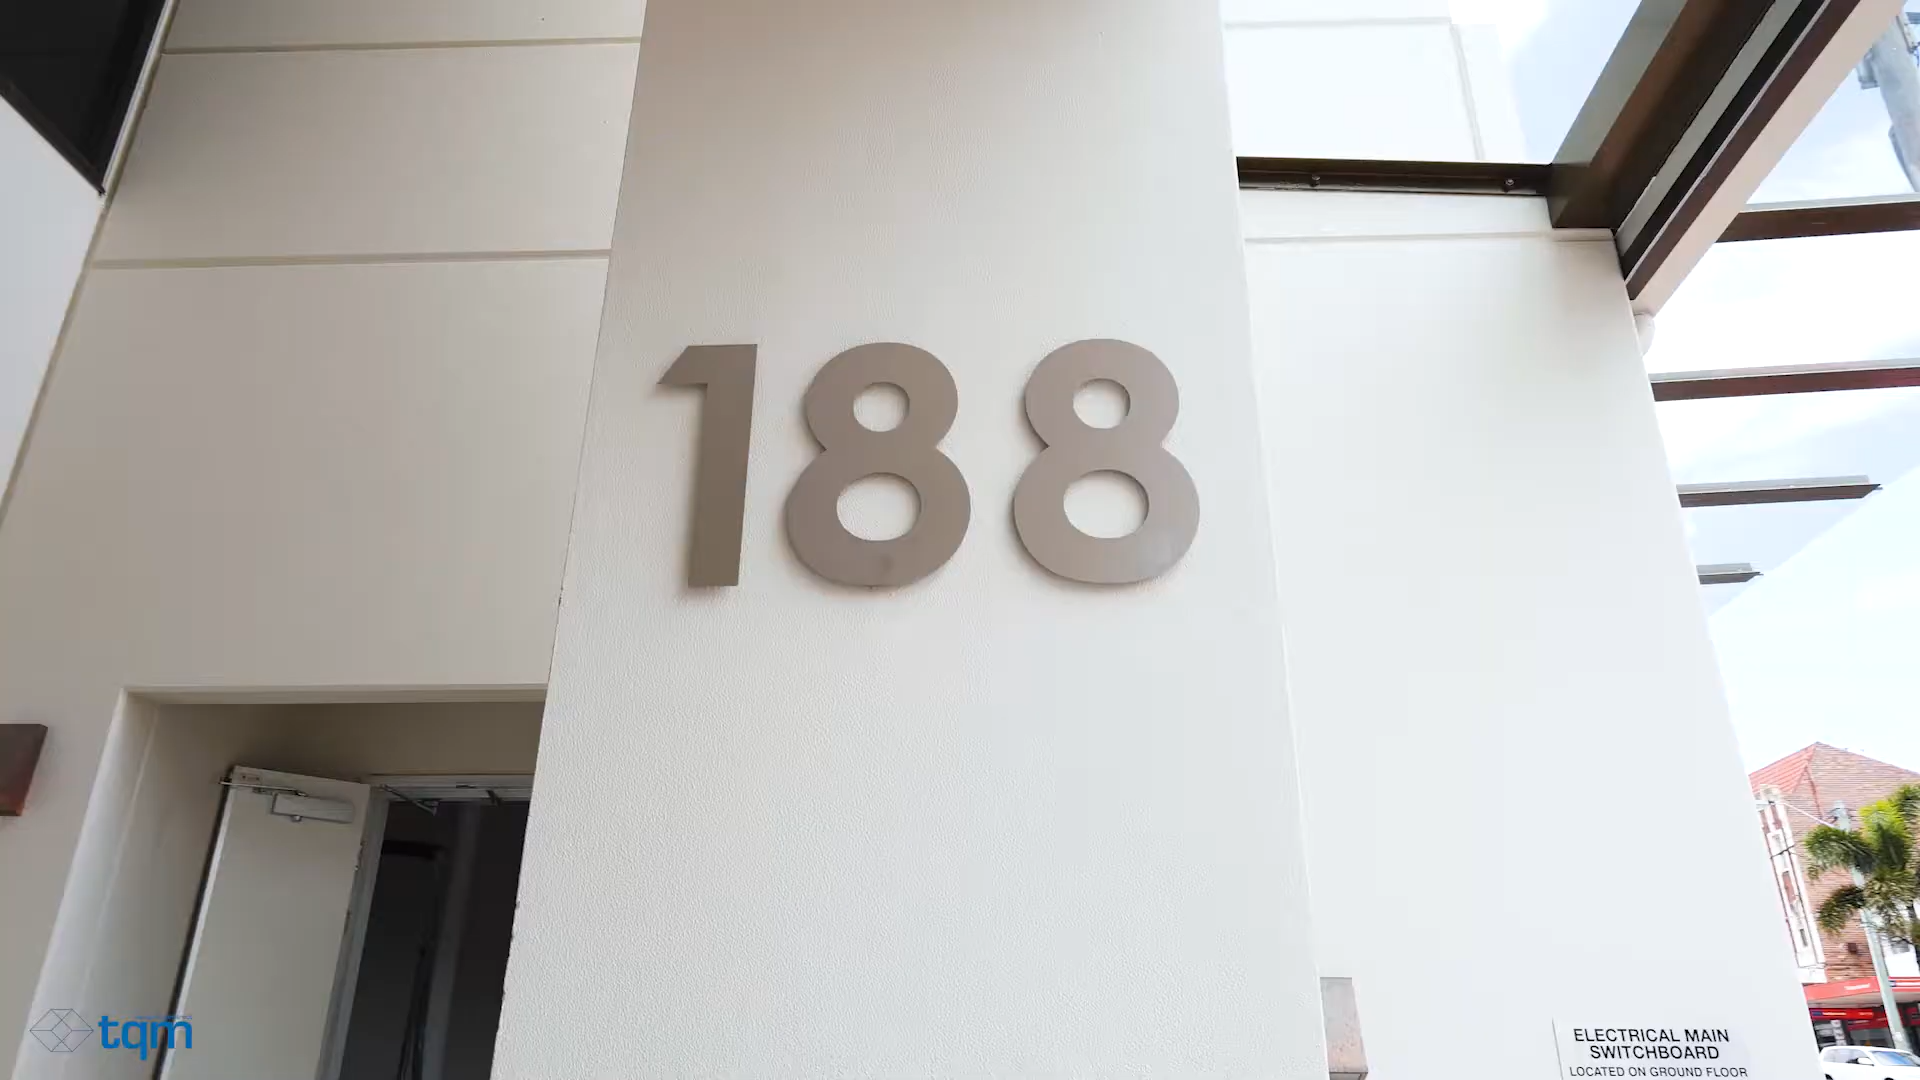 188
tqm
ELECTRICAL MAIN
SWITCHBOARD
LOCATED ON GROUND FLOOR